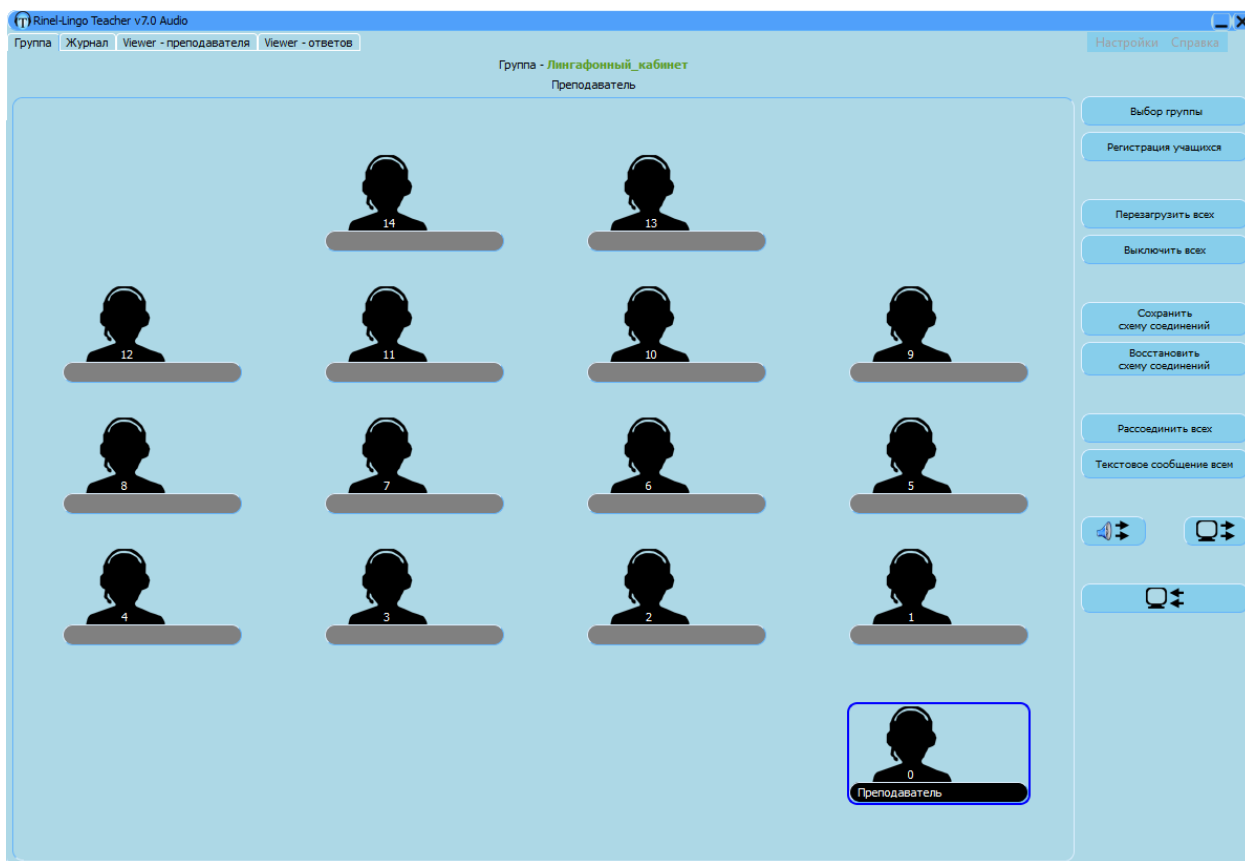 Rinel-Lingo Teacher v7.0 Audio
Группа Журнал Viewer - преподавателя Viewer - ответов Настройки Справка
Группа - Лингафонный_кабинет
Преподаватель
Выбор группы
Регистрация учащихся
14 13
Перезагрузить всех
Выключить всех
Сохранить
схему соединений
12 11 10 9
Восстановить
схему соединений
Рассоединить всех
Текстовое сообщение всем
8 7 6 5
4 3 2 1
0
Преподаватель